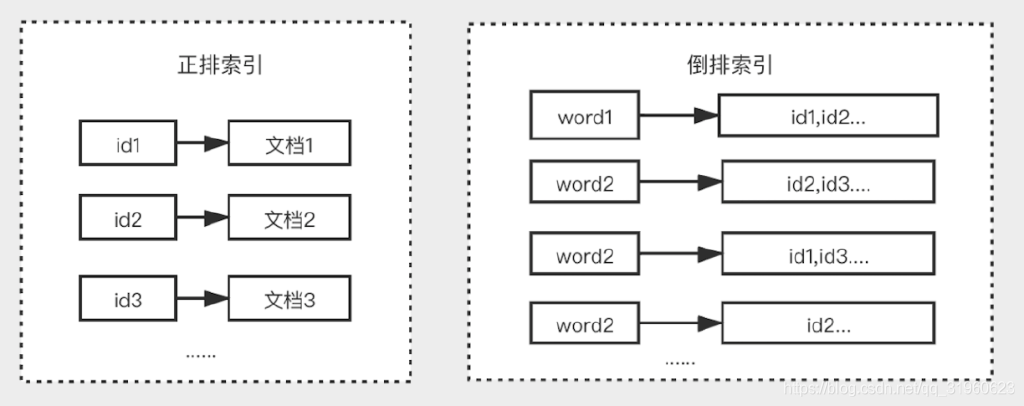 正排索引
id1
文档1
id2
文档2
id3
文档3
......
倒排索引
word1
id1,id2...
word2
id2,id3....
word2
id1,id3....
word2
id2...
......
https://blog.csdn.net/qq_31960623